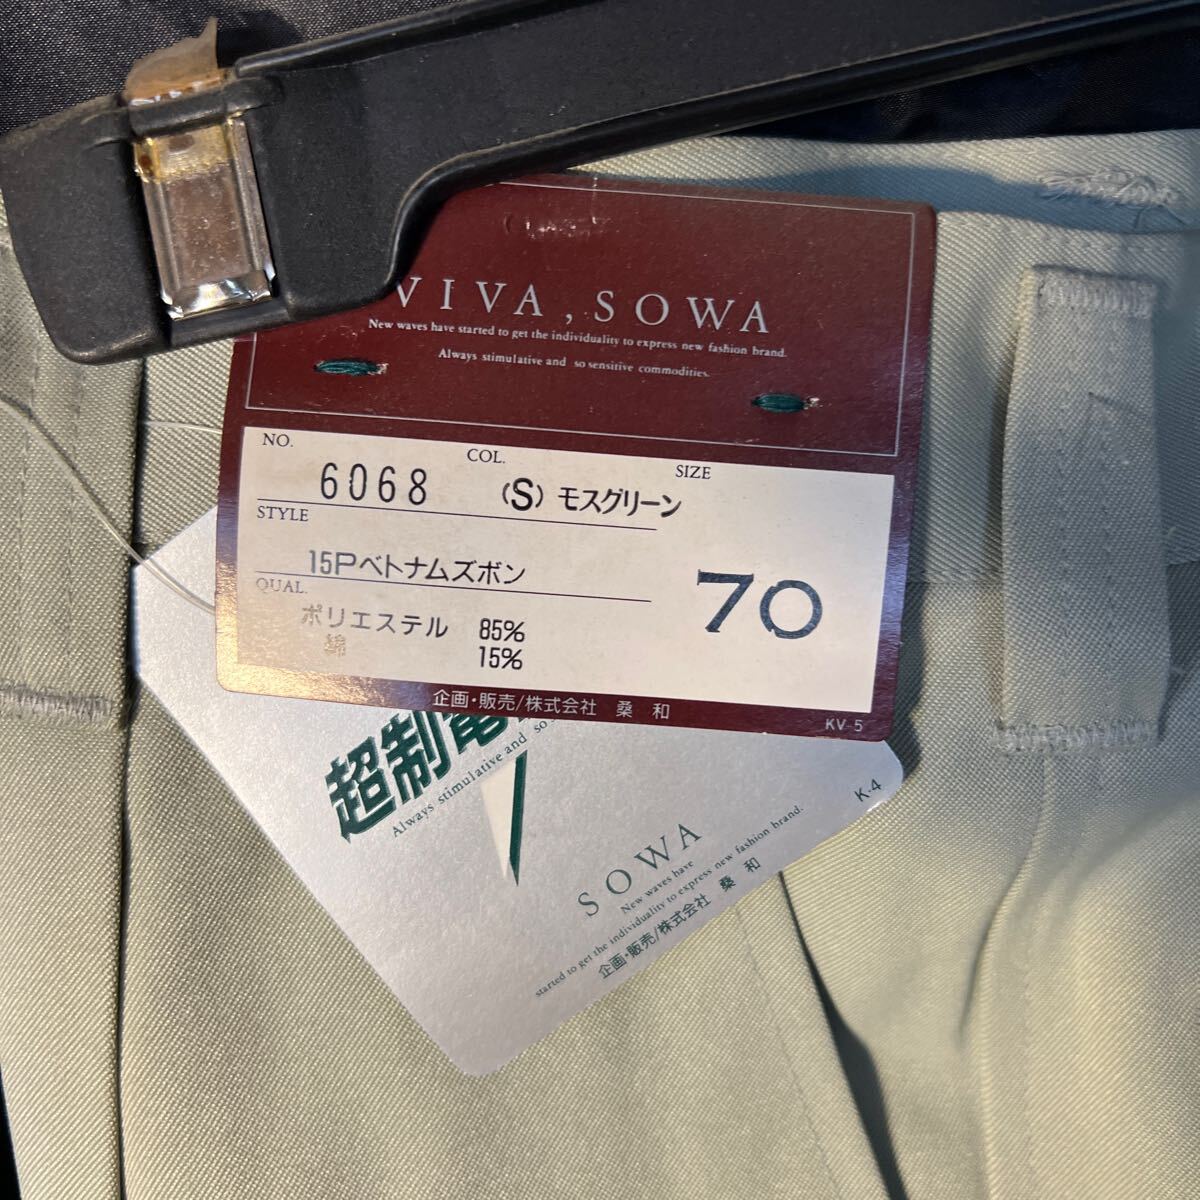 VIVA, SOWA
New waves have started to get the individuality to express new fashion brand.
Always stimulative and so sensitive commodities.
NO. 6068
COL. (S) モスグリーン
SIZE 70
STYLE 15Pベトナムズボン
QUAL. ポリエステル 85%
綿 15%
企画・販売/株式会社 桑 和
KV-5
超制電
Always stimulative and so s
K-4
SOWA
New waves have
started to get the individuality to express new fashion brand.
企画・販売/株式会社 桑 和